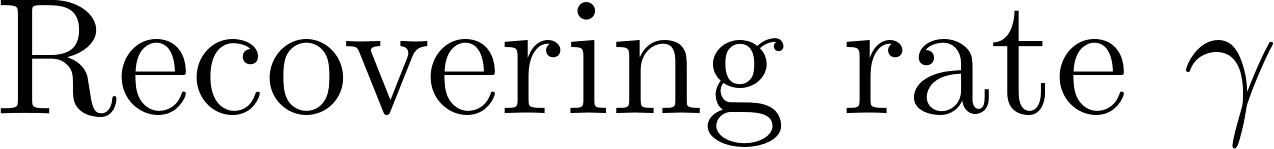 Recovering rate γ